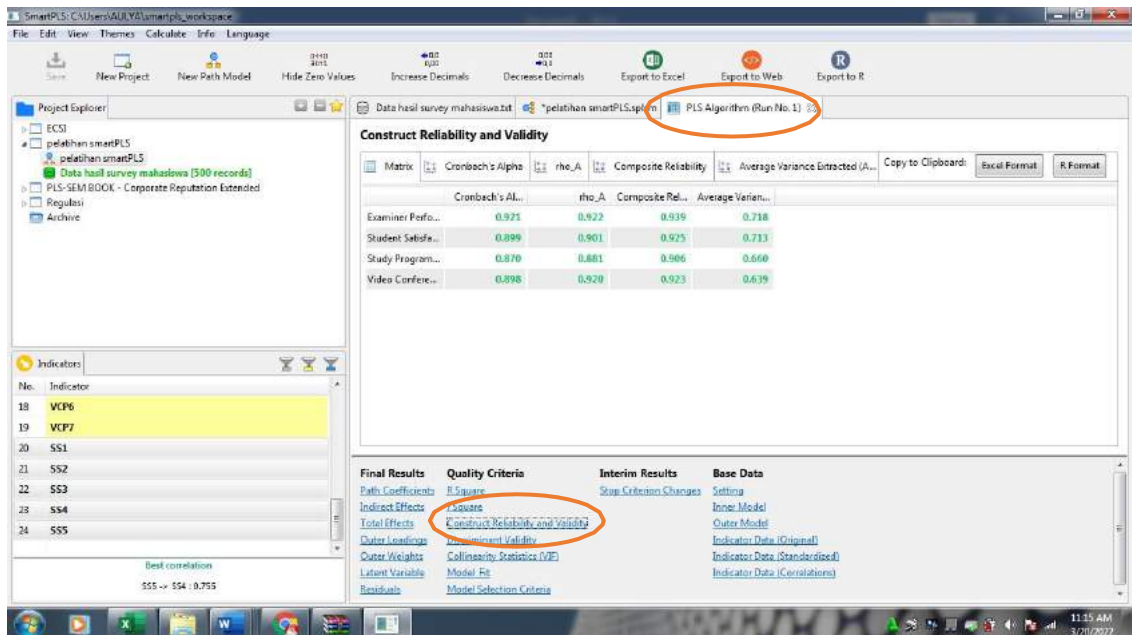 SmartPLS: C:\Users\AULYA\smartpls_workspace
File Edit View Themes Calculate Info Language
Save New Project New Path Model Hide Zero Values Increase Decimals Decrease Decimals Export to Excel Export to Web Export to R
Project Explorer
ECSI
pelatihan smartPLS
pelatihan smartPLS
Data hasil survey mahasiswa [500 records]
PLS-SEM BOOK - Corporate Reputation Extended
Regulasi
Archive
Indicators
No. Indicator
18 VCP6
19 VCP7
20 SS1
21 SS2
22 SS3
23 SS4
24 SS5
Best correlation
SS5 -> SS4 : 0.755
Data hasil survey mahasiswa.txt *pelatihan smartPLS.splsm PLS Algorithm (Run No. 1)
Construct Reliability and Validity
Matrix Cronbach's Alpha rho_A Composite Reliability Average Variance Extracted (A... Copy to Clipboard: Excel Format R Format
Cronbach's Al... rho_A Composite Rel... Average Varian...
Examiner Perfo... 0.921 0.922 0.939 0.718
Student Satisfa... 0.899 0.901 0.925 0.713
Study Program... 0.870 0.881 0.906 0.660
Video Confere... 0.898 0.920 0.923 0.639
Final Results Quality Criteria Interim Results Base Data
Path Coefficients R Square Stop Criterion Changes Setting
Indirect Effects f Square Inner Model
Total Effects Construct Reliability and Validity Outer Model
Outer Loadings Discriminant Validity Indicator Data (Original)
Outer Weights Collinearity Statistics (VIF) Indicator Data (Standardized)
Latent Variable Model Fit Indicator Data (Correlations)
Residuals Model Selection Criteria
11:15 AM
3/20/2022